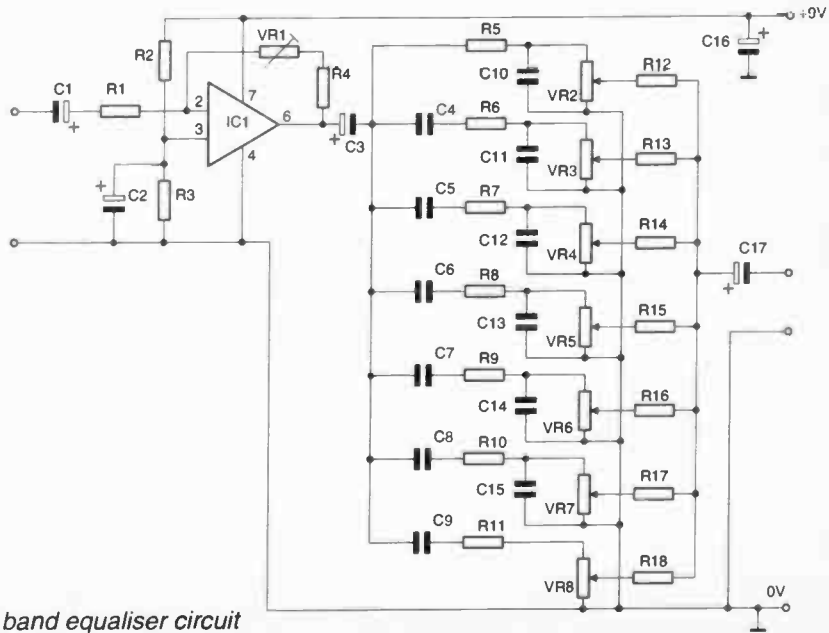 +9V
R2
VR1
R4
C1
+
R1
2
3
7
IC1
6
4
+
C3
+
C2
R3
R5
C10
VR2
R12
C16
+
C4
R6
C11
VR3
R13
C5
R7
C12
VR4
R14
C6
R8
C13
VR5
R15
C17
+
C7
R9
C14
VR6
R16
C8
R10
C15
VR7
R17
C9
R11
VR8
R18
0V
band equaliser circuit